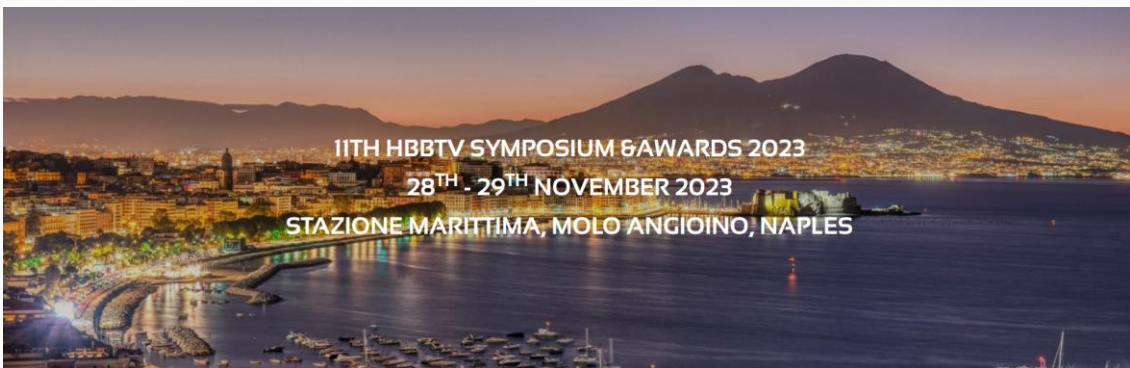 11TH HBBTV SYMPOSIUM &AWARDS 2023
28TH - 29TH NOVEMBER 2023
STAZIONE MARITTIMA, MOLO ANGIOINO, NAPLES